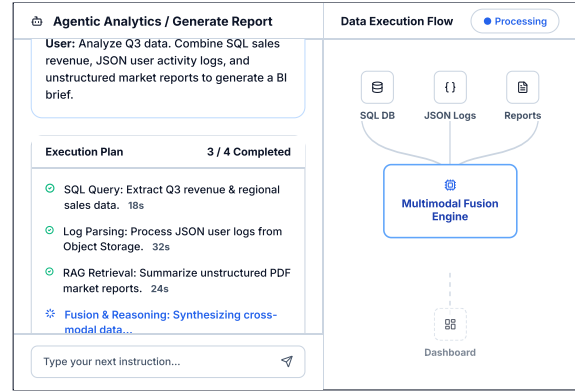 Agentic Analytics / Generate Report
User: Analyze Q3 data. Combine SQL sales
revenue, JSON user activity logs, and
unstructured market reports to generate a BI
brief.
Execution Plan 3 / 4 Completed
SQL Query: Extract Q3 revenue & regional
sales data. 18s
Log Parsing: Process JSON user logs from
Object Storage. 32s
RAG Retrieval: Summarize unstructured PDF
market reports. 24s
Fusion & Reasoning: Synthesizing cross-
modal data...
Type your next instruction...
Data Execution Flow Processing
SQL DB JSON Logs Reports
Multimodal Fusion
Engine
Dashboard